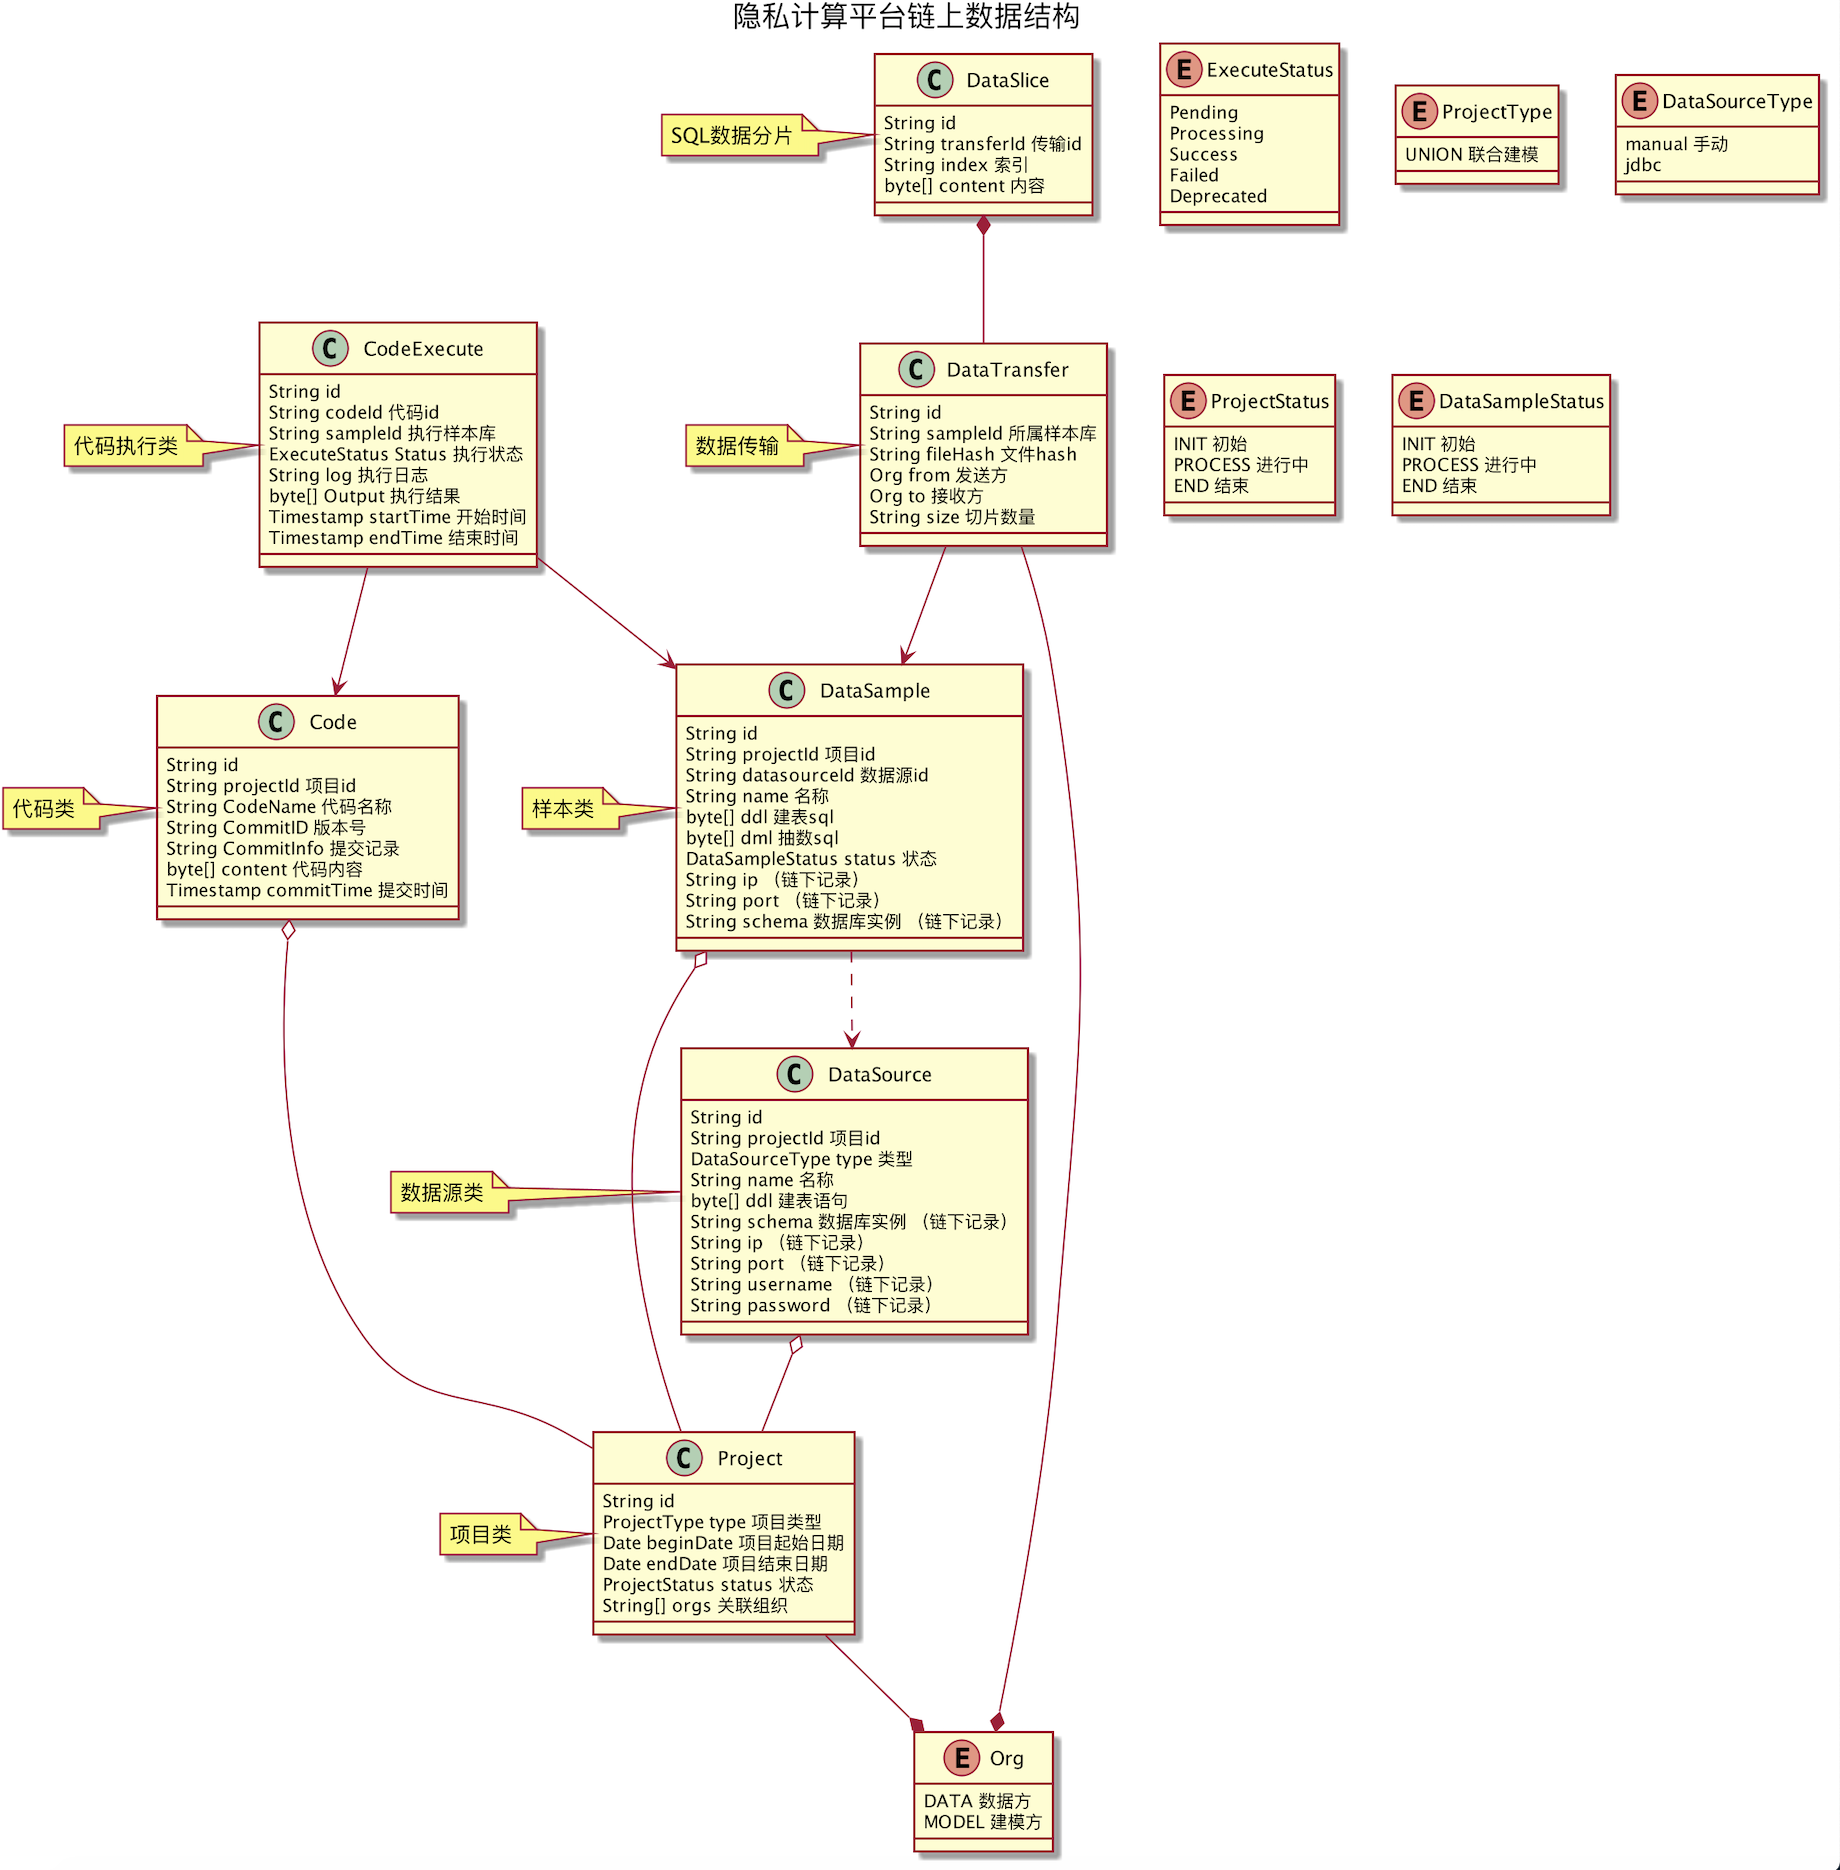 隐私计算平台链上数据结构
DataSlice
String id
String transferId 传输id
String index 索引
byte[] content 内容
SQL数据分片
ExecuteStatus
Pending
Processing
Success
Failed
Deprecated
ProjectType
UNION 联合建模
DataSourceType
manual 手动
jdbc
CodeExecute
String id
String codeId 代码id
String sampleId 执行样本库
ExecuteStatus Status 执行状态
String log 执行日志
byte[] Output 执行结果
Timestamp startTime 开始时间
Timestamp endTime 结束时间
代码执行类
DataTransfer
String id
String sampleId 所属样本库
String fileHash 文件hash
Org from 发送方
Org to 接收方
String size 切片数量
数据传输
ProjectStatus
INIT 初始
PROCESS 进行中
END 结束
DataSampleStatus
INIT 初始
PROCESS 进行中
END 结束
Code
String id
String projectId 项目id
String CodeName 代码名称
String CommitID 版本号
String CommitInfo 提交记录
byte[] content 代码内容
Timestamp commitTime 提交时间
代码类
DataSample
String id
String projectId 项目id
String datasourceId 数据源id
String name 名称
byte[] ddl 建表sql
byte[] dml 抽数sql
DataSampleStatus status 状态
String ip （链下记录）
String port （链下记录）
String schema 数据库实例 （链下记录）
样本类
DataSource
String id
String projectId 项目id
DataSourceType type 类型
String name 名称
byte[] ddl 建表语句
String schema 数据库实例 （链下记录）
String ip （链下记录）
String port （链下记录）
String username （链下记录）
String password （链下记录）
数据源类
Project
String id
ProjectType type 项目类型
Date beginDate 项目起始日期
Date endDate 项目结束日期
ProjectStatus status 状态
String[] orgs 关联组织
项目类
Org
DATA 数据方
MODEL 建模方